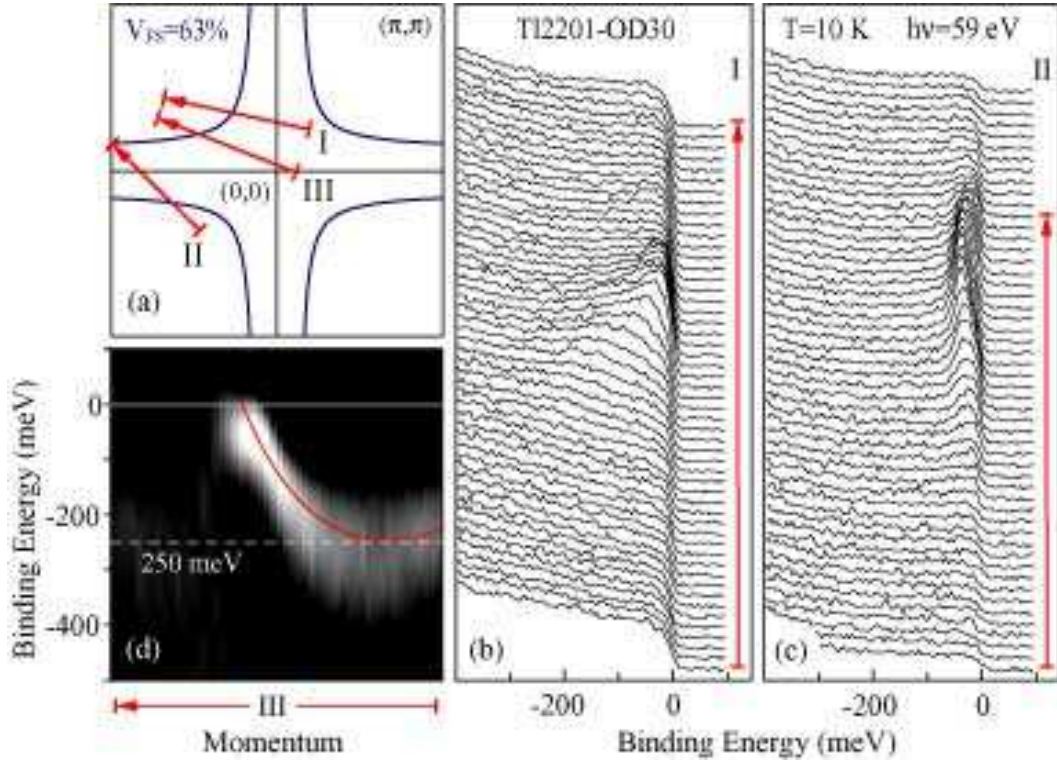 V_FS=63%
(π,π)
I
(0,0)
III
II
(a)
Tl2201-OD30
I
(b)
T=10 K hν=59 eV
II
(c)
0
-200
-400
Binding Energy (meV)
250 meV
(d)
III
Momentum
-200 0
-200 0
Binding Energy (meV)